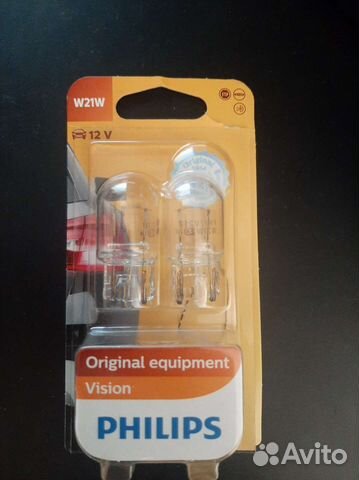 W21W
12 V
Original equipment
Vision
PHILIPS
Avito